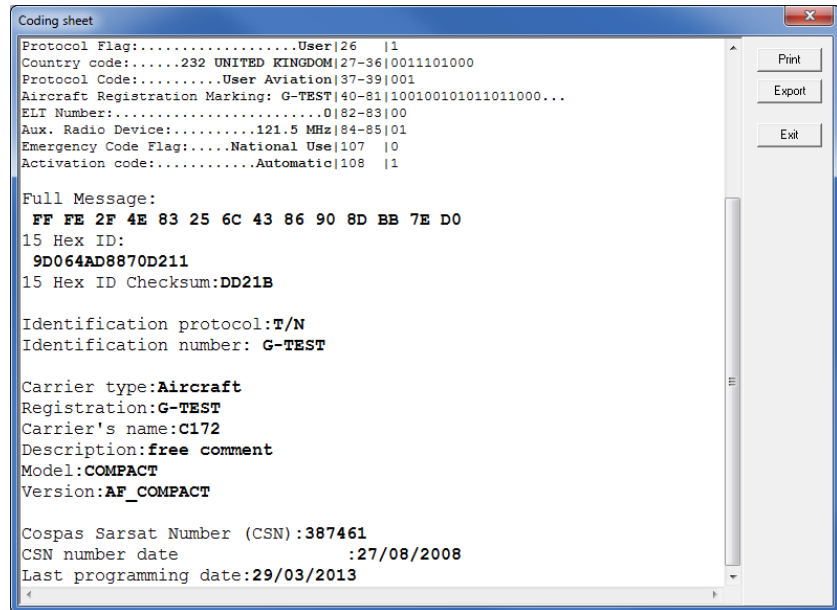 Coding sheet
Protocol Flag:...................User|26   |1
Country code:......232 UNITED KINGDOM|27-36|0011101000
Protocol Code:..........User Aviation|37-39|001
Aircraft Registration Marking: G-TEST|40-81|100100101011011000...
ELT Number:.........................0|82-83|00
Aux. Radio Device:..........121.5 MHz|84-85|01
Emergency Code Flag:.....National Use|107  |0
Activation code:............Automatic|108  |1
Full Message:
FF FE 2F 4E 83 25 6C 43 86 90 8D BB 7E D0
15 Hex ID:
9D064AD8870D211
15 Hex ID Checksum:DD21B
Identification protocol:T/N
Identification number: G-TEST
Carrier type:Aircraft
Registration:G-TEST
Carrier's name:C172
Description:free comment
Model:COMPACT
Version:AF_COMPACT
Cospas Sarsat Number (CSN):387461
CSN number date :27/08/2008
Last programming date:29/03/2013
Print
Export
Exit